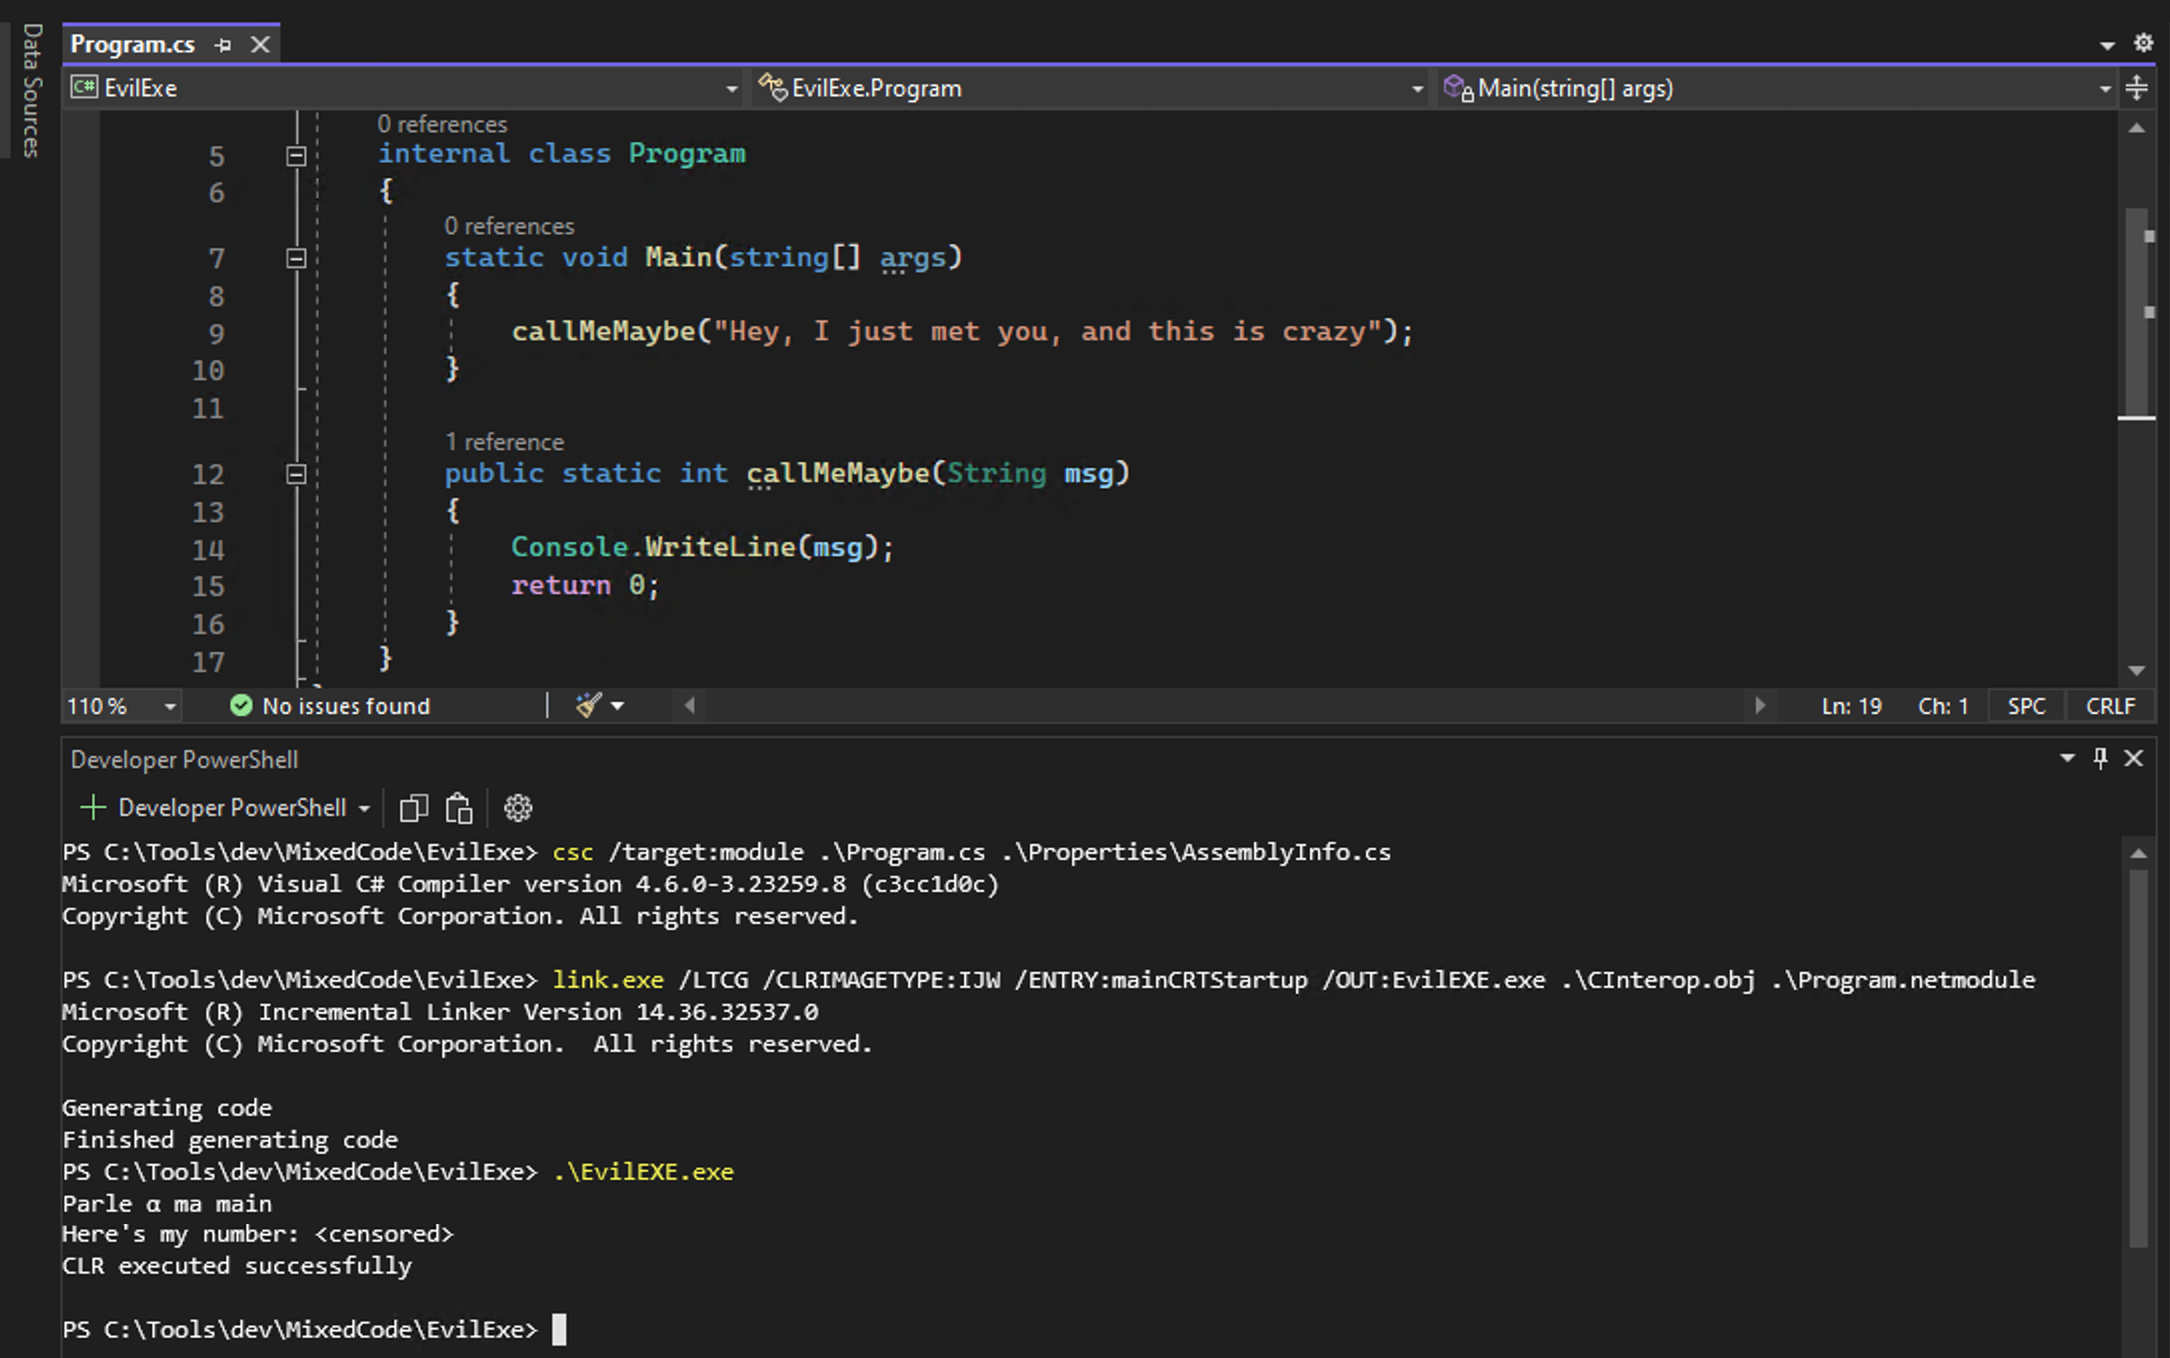 Data Sources
Program.cs
C# EvilExe
EvilExe.Program
Main(string[] args)
0 references
5 internal class Program
6 {
0 references
7 static void Main(string[] args)
8 {
9 callMeMaybe("Hey, I just met you, and this is crazy");
10 }
11
1 reference
12 public static int callMeMaybe(String msg)
13 {
14 Console.WriteLine(msg);
15 return 0;
16 }
17 }
110 % No issues found Ln: 19 Ch: 1 SPC CRLF
Developer PowerShell
Developer PowerShell
PS C:\Tools\dev\MixedCode\EvilExe> csc /target:module .\Program.cs .\Properties\AssemblyInfo.cs
Microsoft (R) Visual C# Compiler version 4.6.0-3.23259.8 (c3cc1d0c)
Copyright (C) Microsoft Corporation. All rights reserved.
PS C:\Tools\dev\MixedCode\EvilExe> link.exe /LTCG /CLRIMAGETYPE:IJW /ENTRY:mainCRTStartup /OUT:EvilEXE.exe .\CInterop.obj .\Program.netmodule
Microsoft (R) Incremental Linker Version 14.36.32537.0
Copyright (C) Microsoft Corporation.  All rights reserved.
Generating code
Finished generating code
PS C:\Tools\dev\MixedCode\EvilExe> .\EvilEXE.exe
Parle α ma main
Here's my number: <censored>
CLR executed successfully
PS C:\Tools\dev\MixedCode\EvilExe>